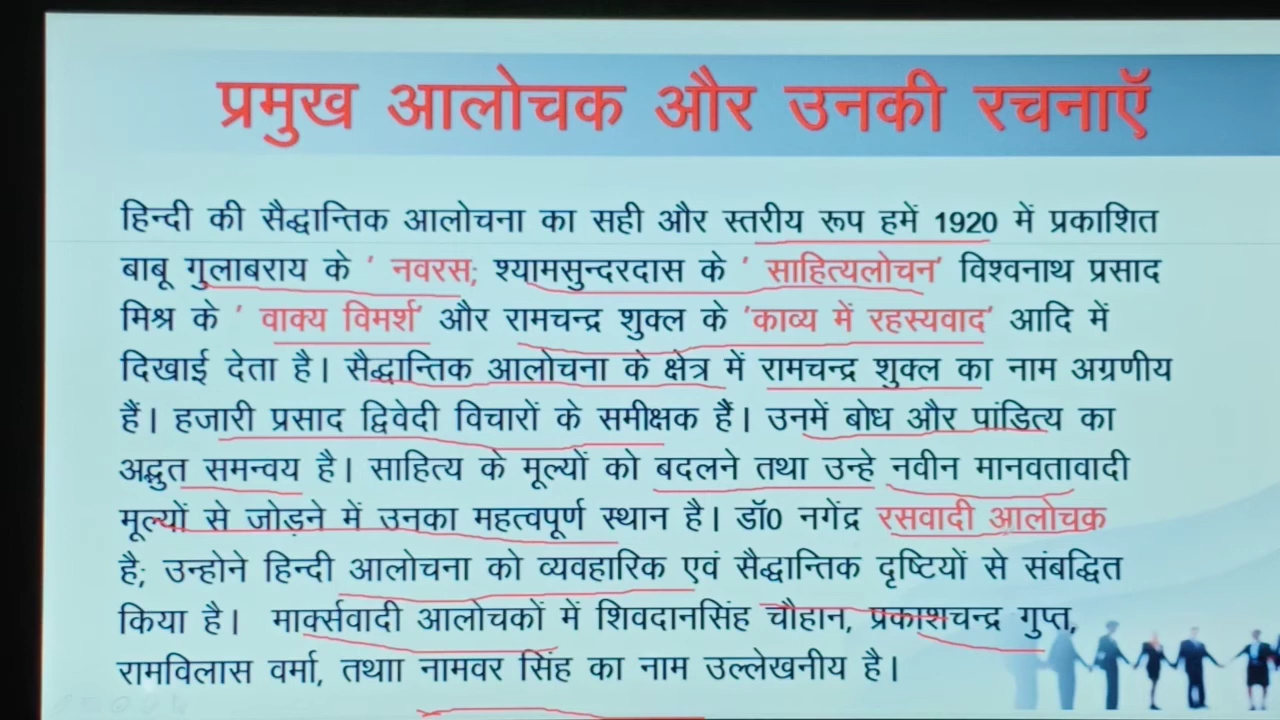 प्रमुख आलोचक और उनकी रचनाऍ
हिन्दी की सैद्धान्तिक आलोचना का सही और स्तरीय रूप हमें 1920 में प्रकाशित
बाबू गुलाबराय के ' नवरस; श्यामसुन्दरदास के ' साहित्यलोचन' विश्वनाथ प्रसाद
मिश्र के ' वाक्य विमर्श' और रामचन्द्र शुक्ल के 'काव्य में रहस्यवाद' आदि में
दिखाई देता है। सैद्धान्तिक आलोचना के क्षेत्र में रामचन्द्र शुक्ल का नाम अग्रणीय
हैं। हजारी प्रसाद द्विवेदी विचारों के समीक्षक हैं। उनमें बोध और पांडित्य का
अद्भुत समन्वय है। साहित्य के मूल्यों को बदलने तथा उन्हे नवीन मानवतावादी
मूल्यों से जोड़ने में उनका महत्वपूर्ण स्थान है। डॉ0 नगेंद्र रसवादी आलोचक
है; उन्होने हिन्दी आलोचना को व्यवहारिक एवं सैद्धान्तिक दृष्टियों से संबद्धित
किया है। मार्क्सवादी आलोचकों में शिवदानसिंह चौहान, प्रकाशचन्द्र गुप्त,
रामविलास वर्मा, तथाा नामवर सिंह का नाम उल्लेखनीय है।